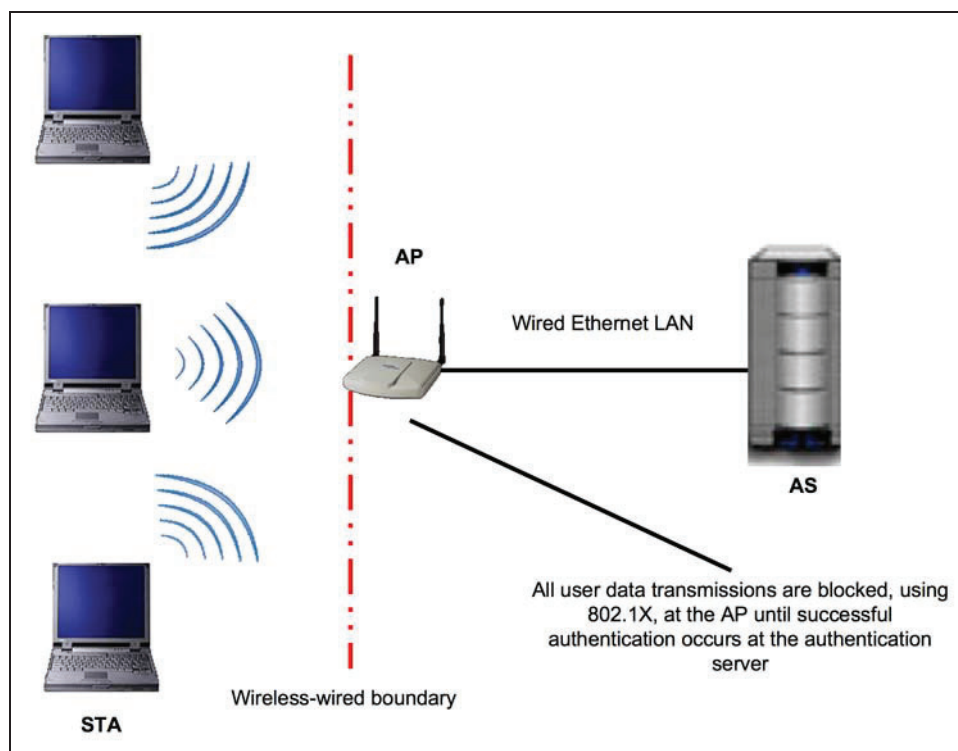 AP
Wired Ethernet LAN
AS
All user data transmissions are blocked, using
802.1X, at the AP until successful
authentication occurs at the authentication
server
Wireless-wired boundary
STA